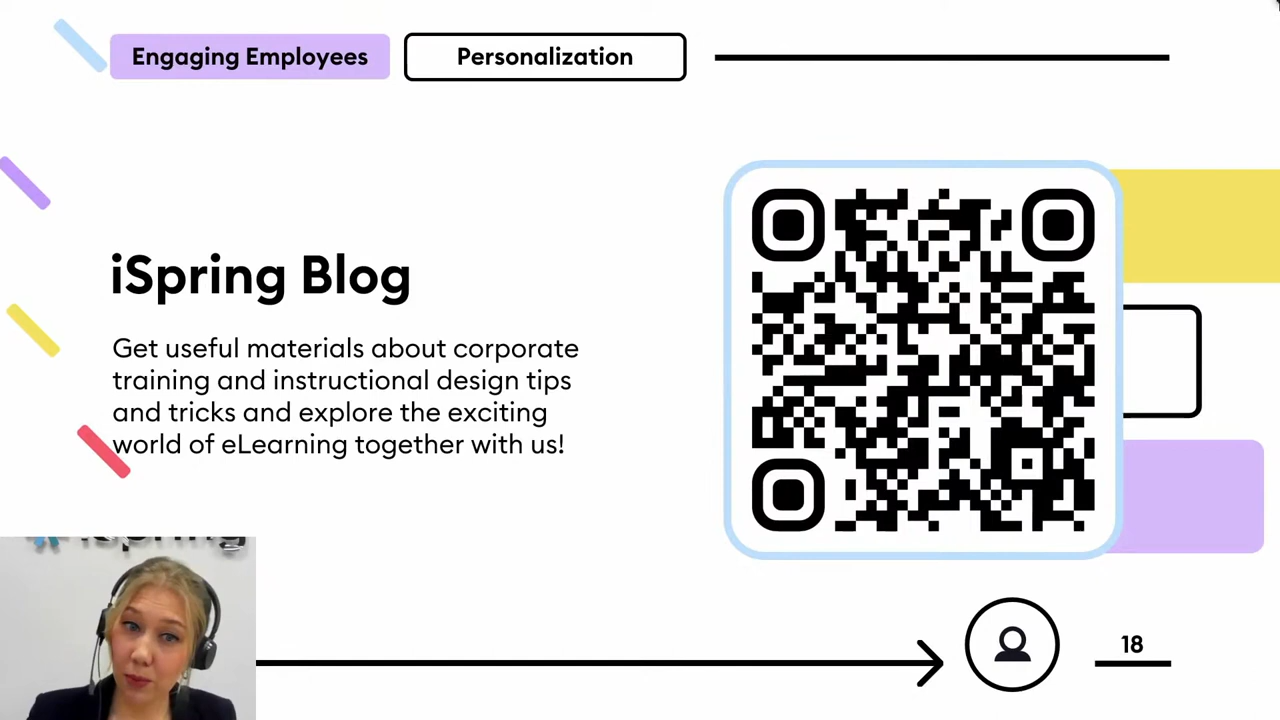 Engaging Employees
Personalization
iSpring Blog
Get useful materials about corporate
training and instructional design tips
and tricks and explore the exciting
world of eLearning together with us!
18